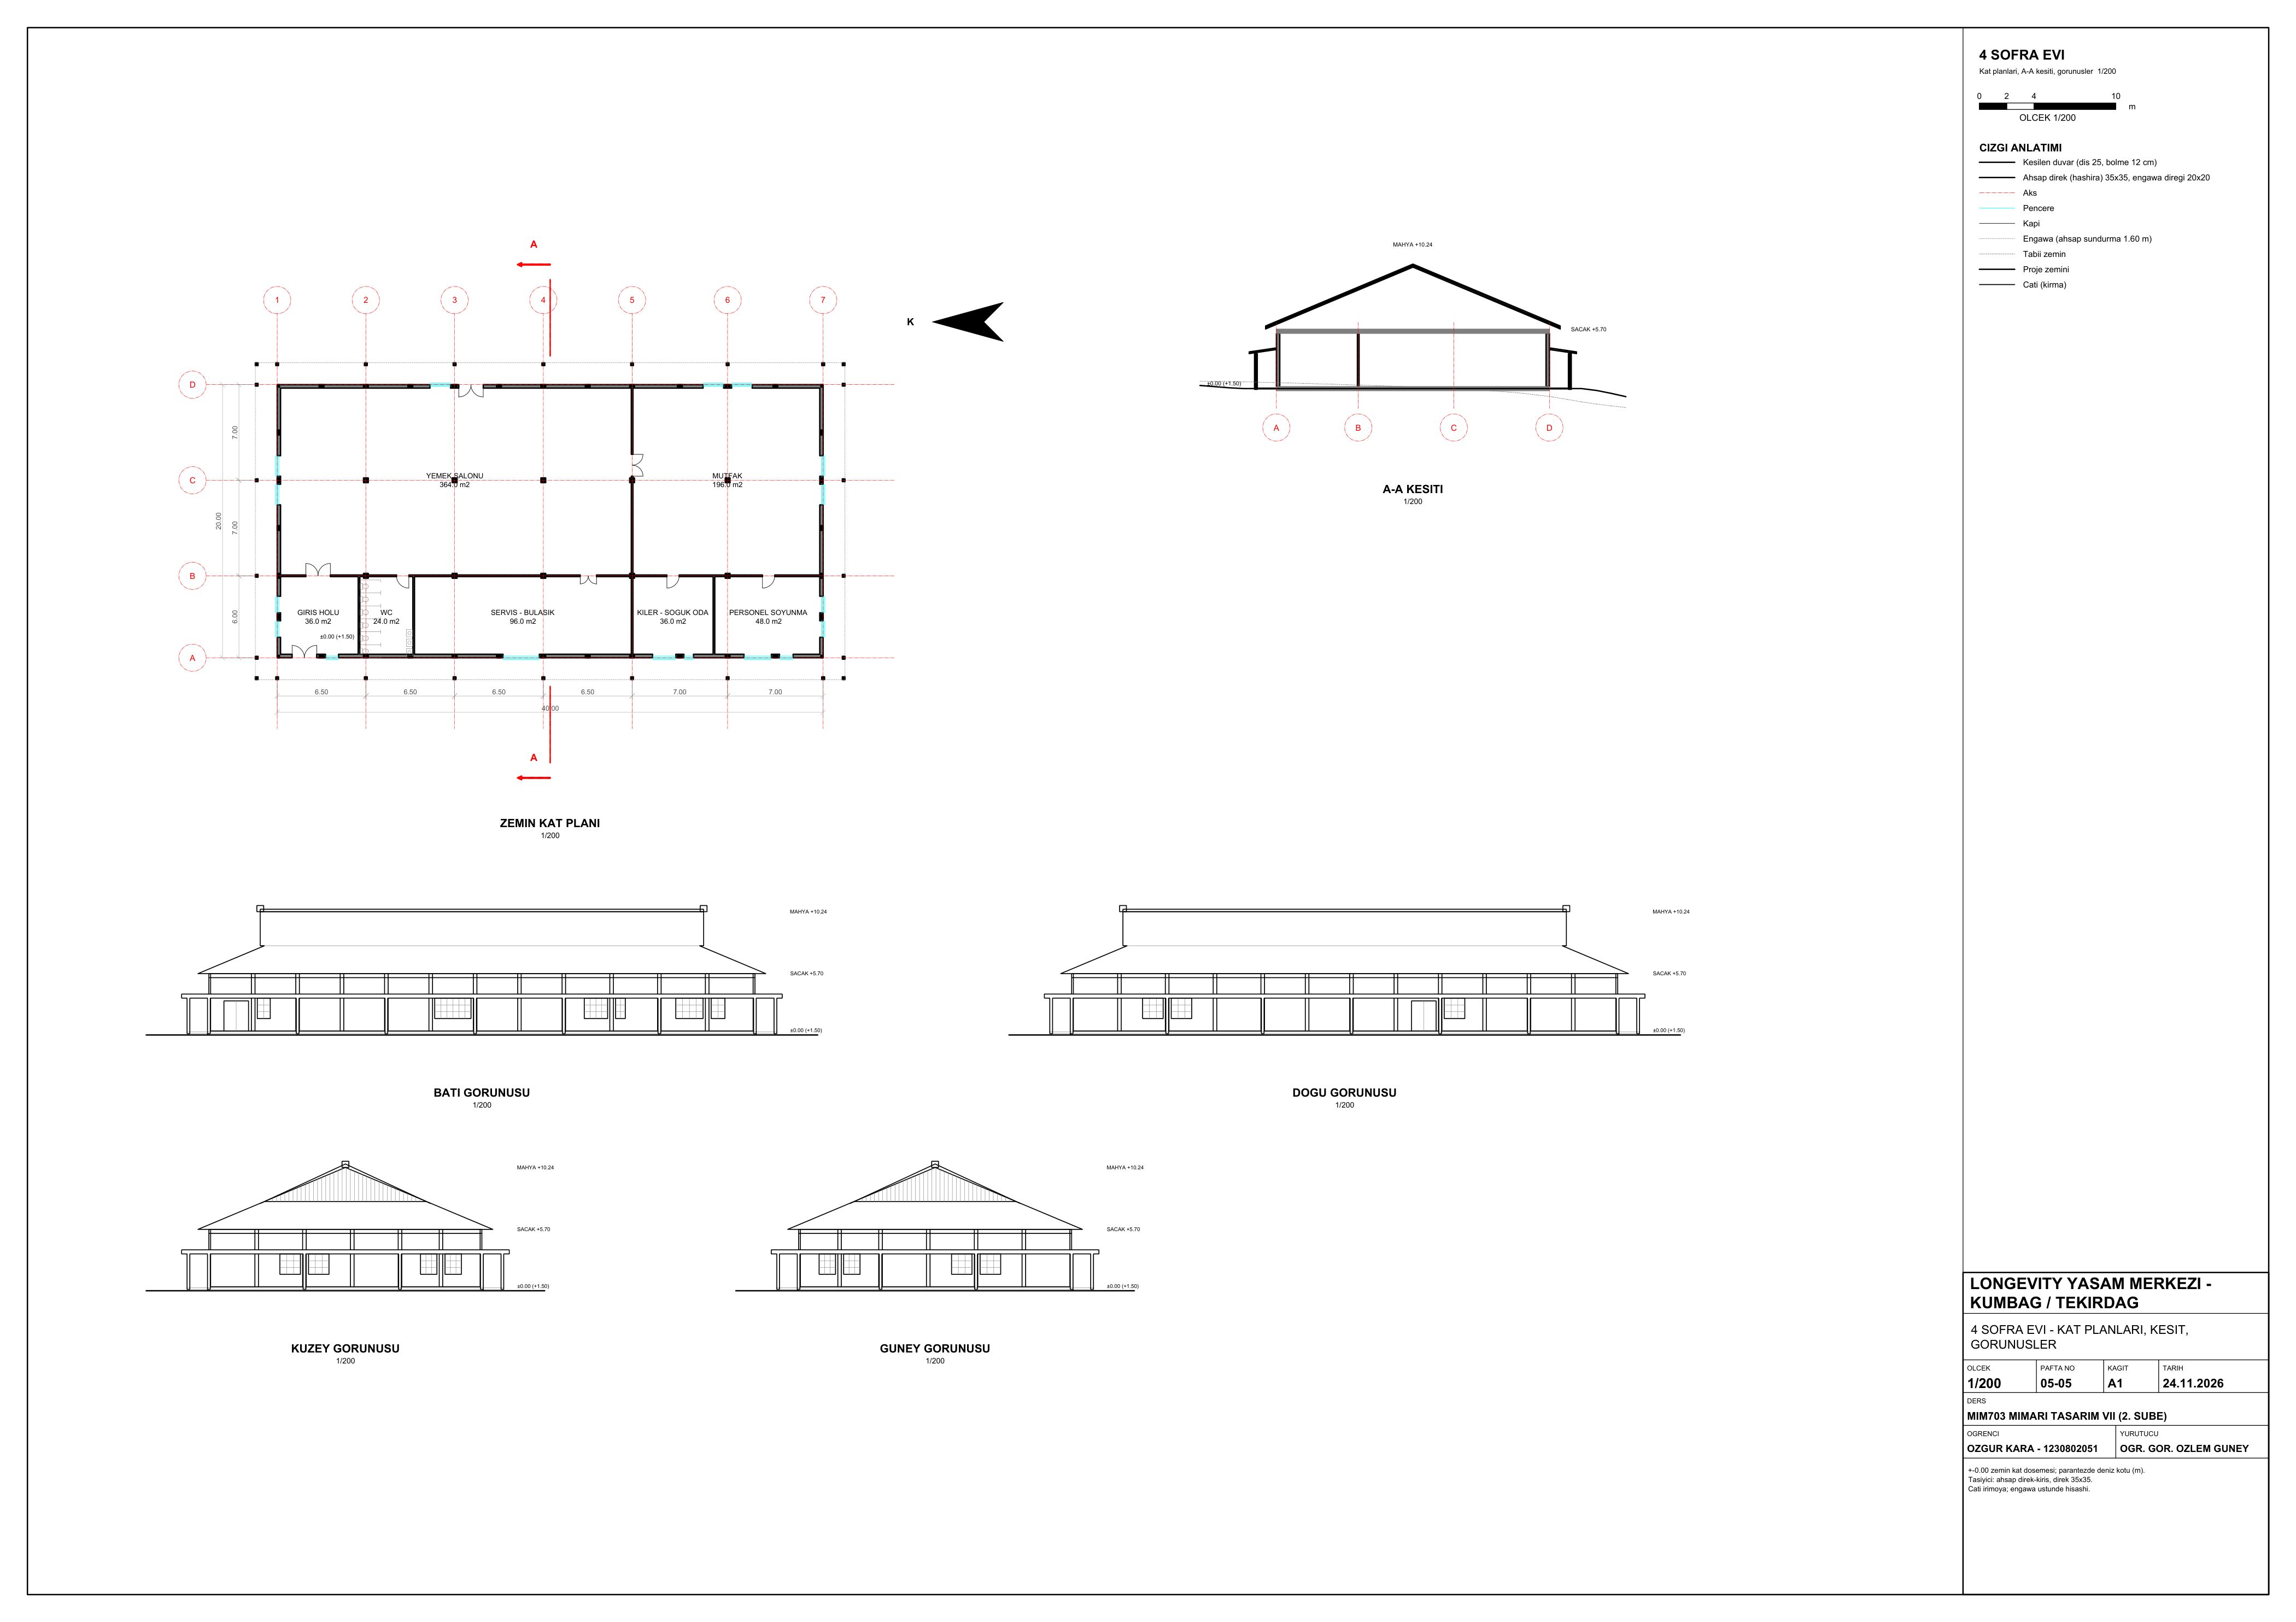 4 SOFRA EVI
Kat planlari, A-A kesiti, gorunusler 1/200
0 2 4 10
m
OLCEK 1/200
CIZGI ANLATIMI
Kesilen duvar (dis 25, bolme 12 cm)
Ahsap direk (hashira) 35x35, engawa diregi 20x20
Aks
Pencere
Kapi
Engawa (ahsap sundurma 1.60 m)
Tabii zemin
Proje zemini
Cati (kirma)
A
1 2 3 4 5 6 7
K
D
7.00
C
YEMEK SALONU
364.0 m2
MUTFAK
196.0 m2
20.00
7.00
B
6.00
GIRIS HOLU
36.0 m2
±0.00 (+1.50)
WC
24.0 m2
SERVIS - BULASIK
96.0 m2
KILER - SOGUK ODA
36.0 m2
PERSONEL SOYUNMA
48.0 m2
A
6.50 6.50 6.50 6.50 7.00 7.00
40.00
A
ZEMIN KAT PLANI
1/200
MAHYA +10.24
SACAK +5.70
±0.00 (+1.50)
A B C D
A-A KESITI
1/200
MAHYA +10.24
SACAK +5.70
±0.00 (+1.50)
BATI GORUNUSU
1/200
MAHYA +10.24
SACAK +5.70
±0.00 (+1.50)
DOGU GORUNUSU
1/200
MAHYA +10.24
SACAK +5.70
±0.00 (+1.50)
KUZEY GORUNUSU
1/200
MAHYA +10.24
SACAK +5.70
±0.00 (+1.50)
GUNEY GORUNUSU
1/200
LONGEVITY YASAM MERKEZI -
KUMBAG / TEKIRDAG
4 SOFRA EVI - KAT PLANLARI, KESIT,
GORUNUSLER
OLCEK PAFTA NO KAGIT TARIH
1/200 05-05 A1 24.11.2026
DERS
MIM703 MIMARI TASARIM VII (2. SUBE)
OGRENCI YURUTUCU
OZGUR KARA - 1230802051 OGR. GOR. OZLEM GUNEY
+-0.00 zemin kat dosemesi; parantezde deniz kotu (m).
Tasiyici: ahsap direk-kiris, direk 35x35.
Cati irimoya; engawa ustunde hisashi.